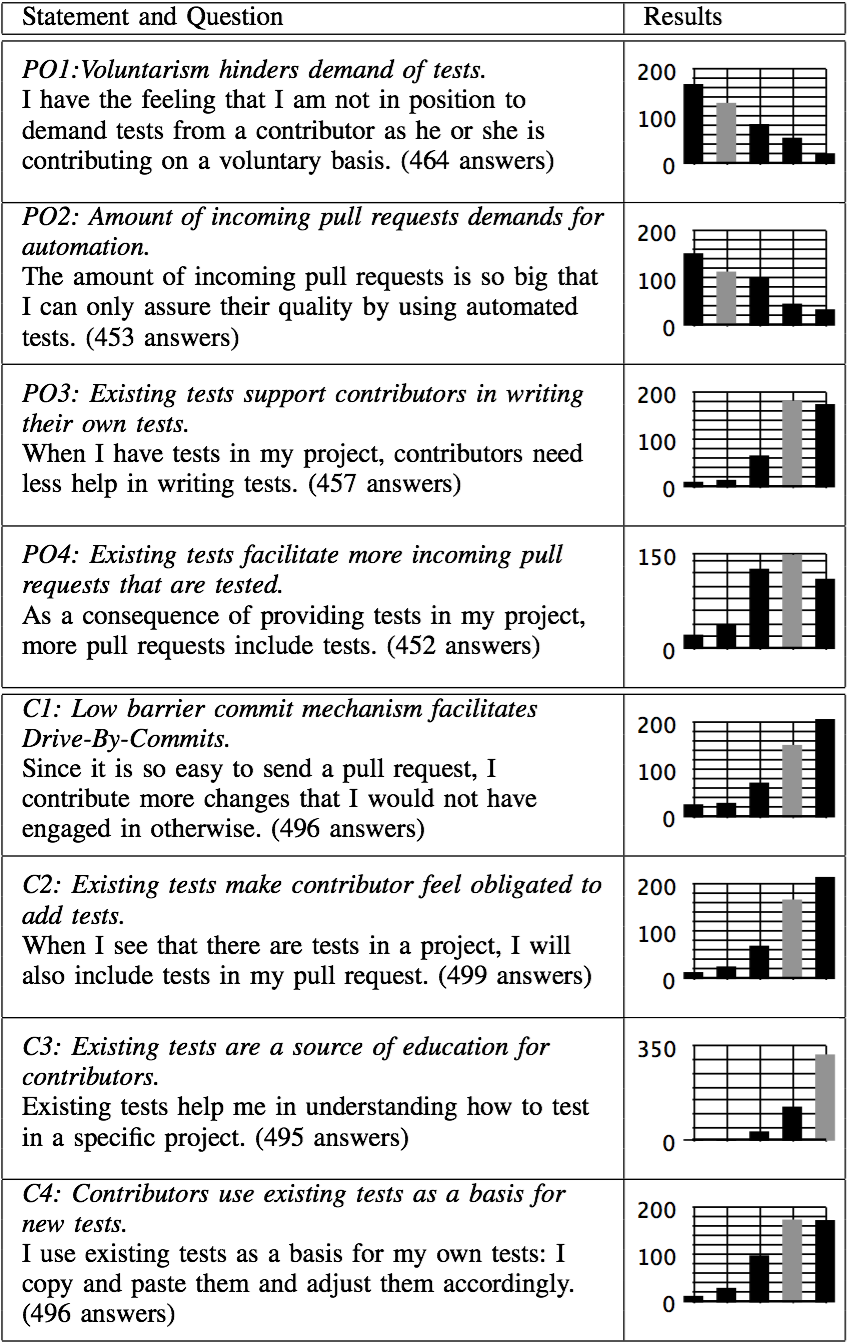 Statement and Question
Results
PO1:Voluntarism hinders demand of tests.
I have the feeling that I am not in position to
demand tests from a contributor as he or she is
contributing on a voluntary basis. (464 answers)
200
100
0
PO2: Amount of incoming pull requests demands for
automation.
The amount of incoming pull requests is so big that
I can only assure their quality by using automated
tests. (453 answers)
200
100
0
PO3: Existing tests support contributors in writing
their own tests.
When I have tests in my project, contributors need
less help in writing tests. (457 answers)
200
100
0
PO4: Existing tests facilitate more incoming pull
requests that are tested.
As a consequence of providing tests in my project,
more pull requests include tests. (452 answers)
150
0
C1: Low barrier commit mechanism facilitates
Drive-By-Commits.
Since it is so easy to send a pull request, I
contribute more changes that I would not have
engaged in otherwise. (496 answers)
200
100
0
C2: Existing tests make contributor feel obligated to
add tests.
When I see that there are tests in a project, I will
also include tests in my pull request. (499 answers)
200
100
0
C3: Existing tests are a source of education for
contributors.
Existing tests help me in understanding how to test
in a specific project. (495 answers)
350
0
C4: Contributors use existing tests as a basis for
new tests.
I use existing tests as a basis for my own tests: I
copy and paste them and adjust them accordingly.
(496 answers)
200
100
0